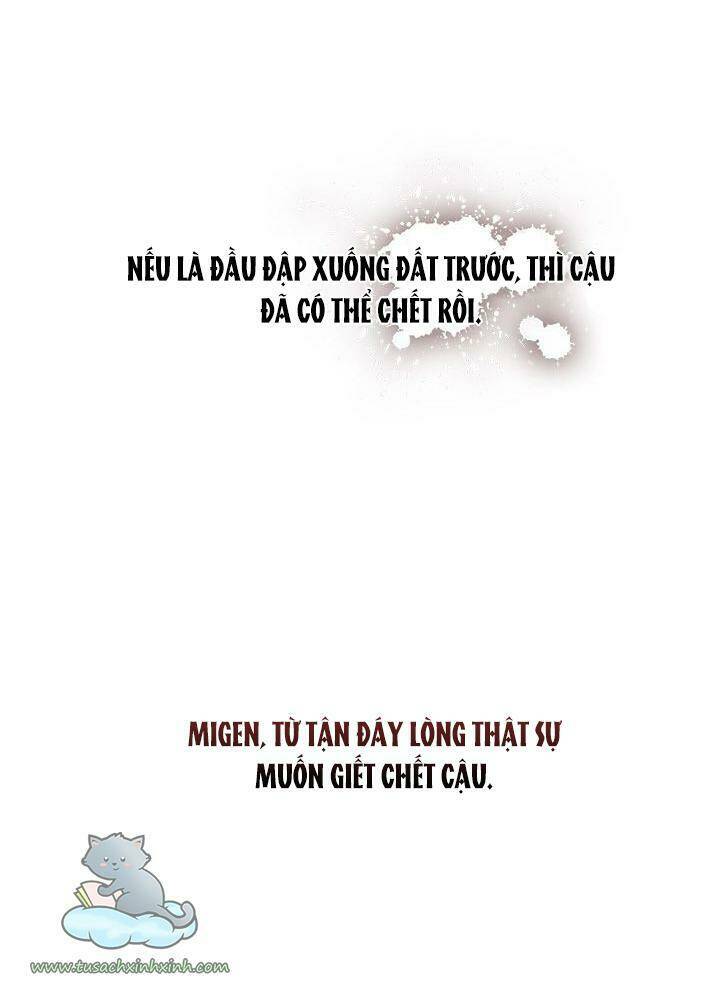 NẾU LÀ ĐẦU ĐẬP XUỐNG ĐẤT TRƯỚC, THÌ CẬU
ĐÃ CÓ THỂ CHẾT RỒI.
MIGEN, TỪ TẬN ĐÁY LÒNG THẬT SỰ
MUỐN GIẾT CHẾT CẬU.
www.tusachxinhxinh.com